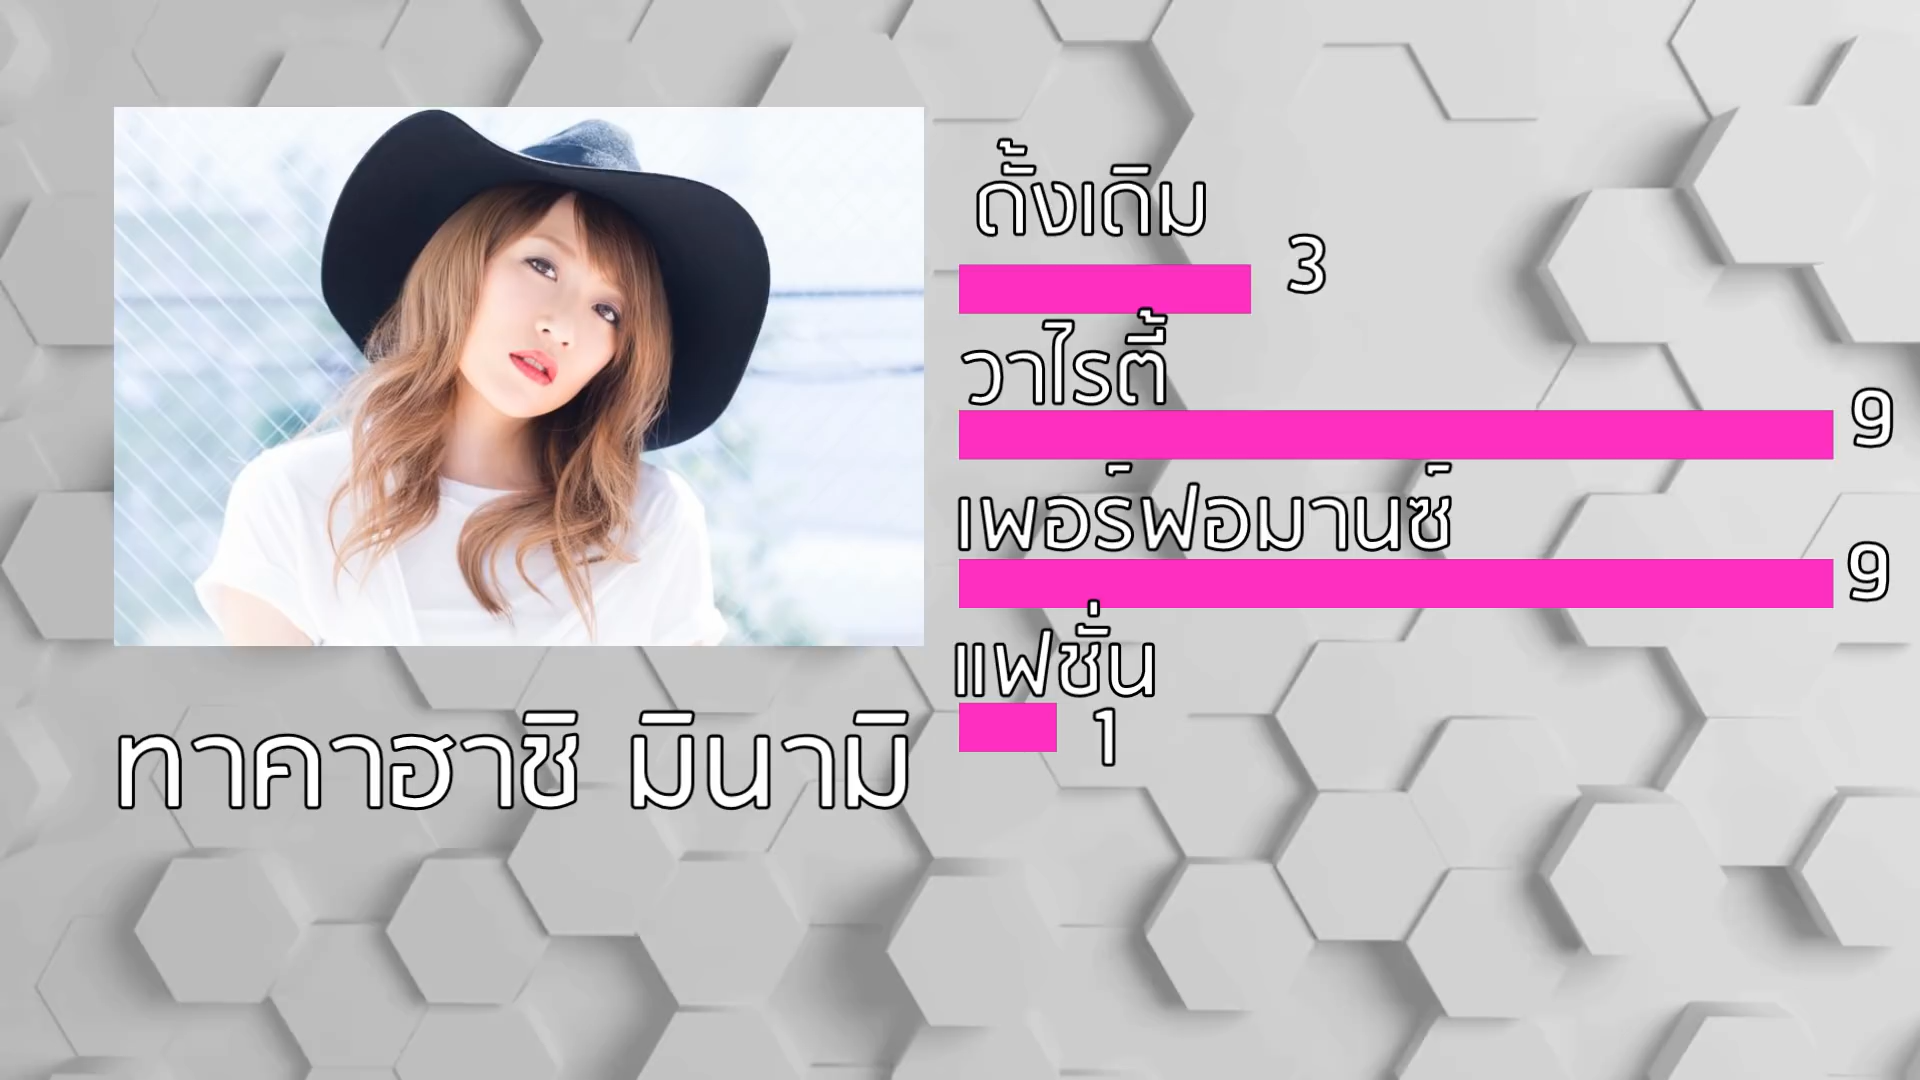 ทาคาฮาชิ มินามิ
ดั้งเดิม
3
วาไรตี้
9
เพอร์ฟอมานซ์
9
แฟชั่น
1